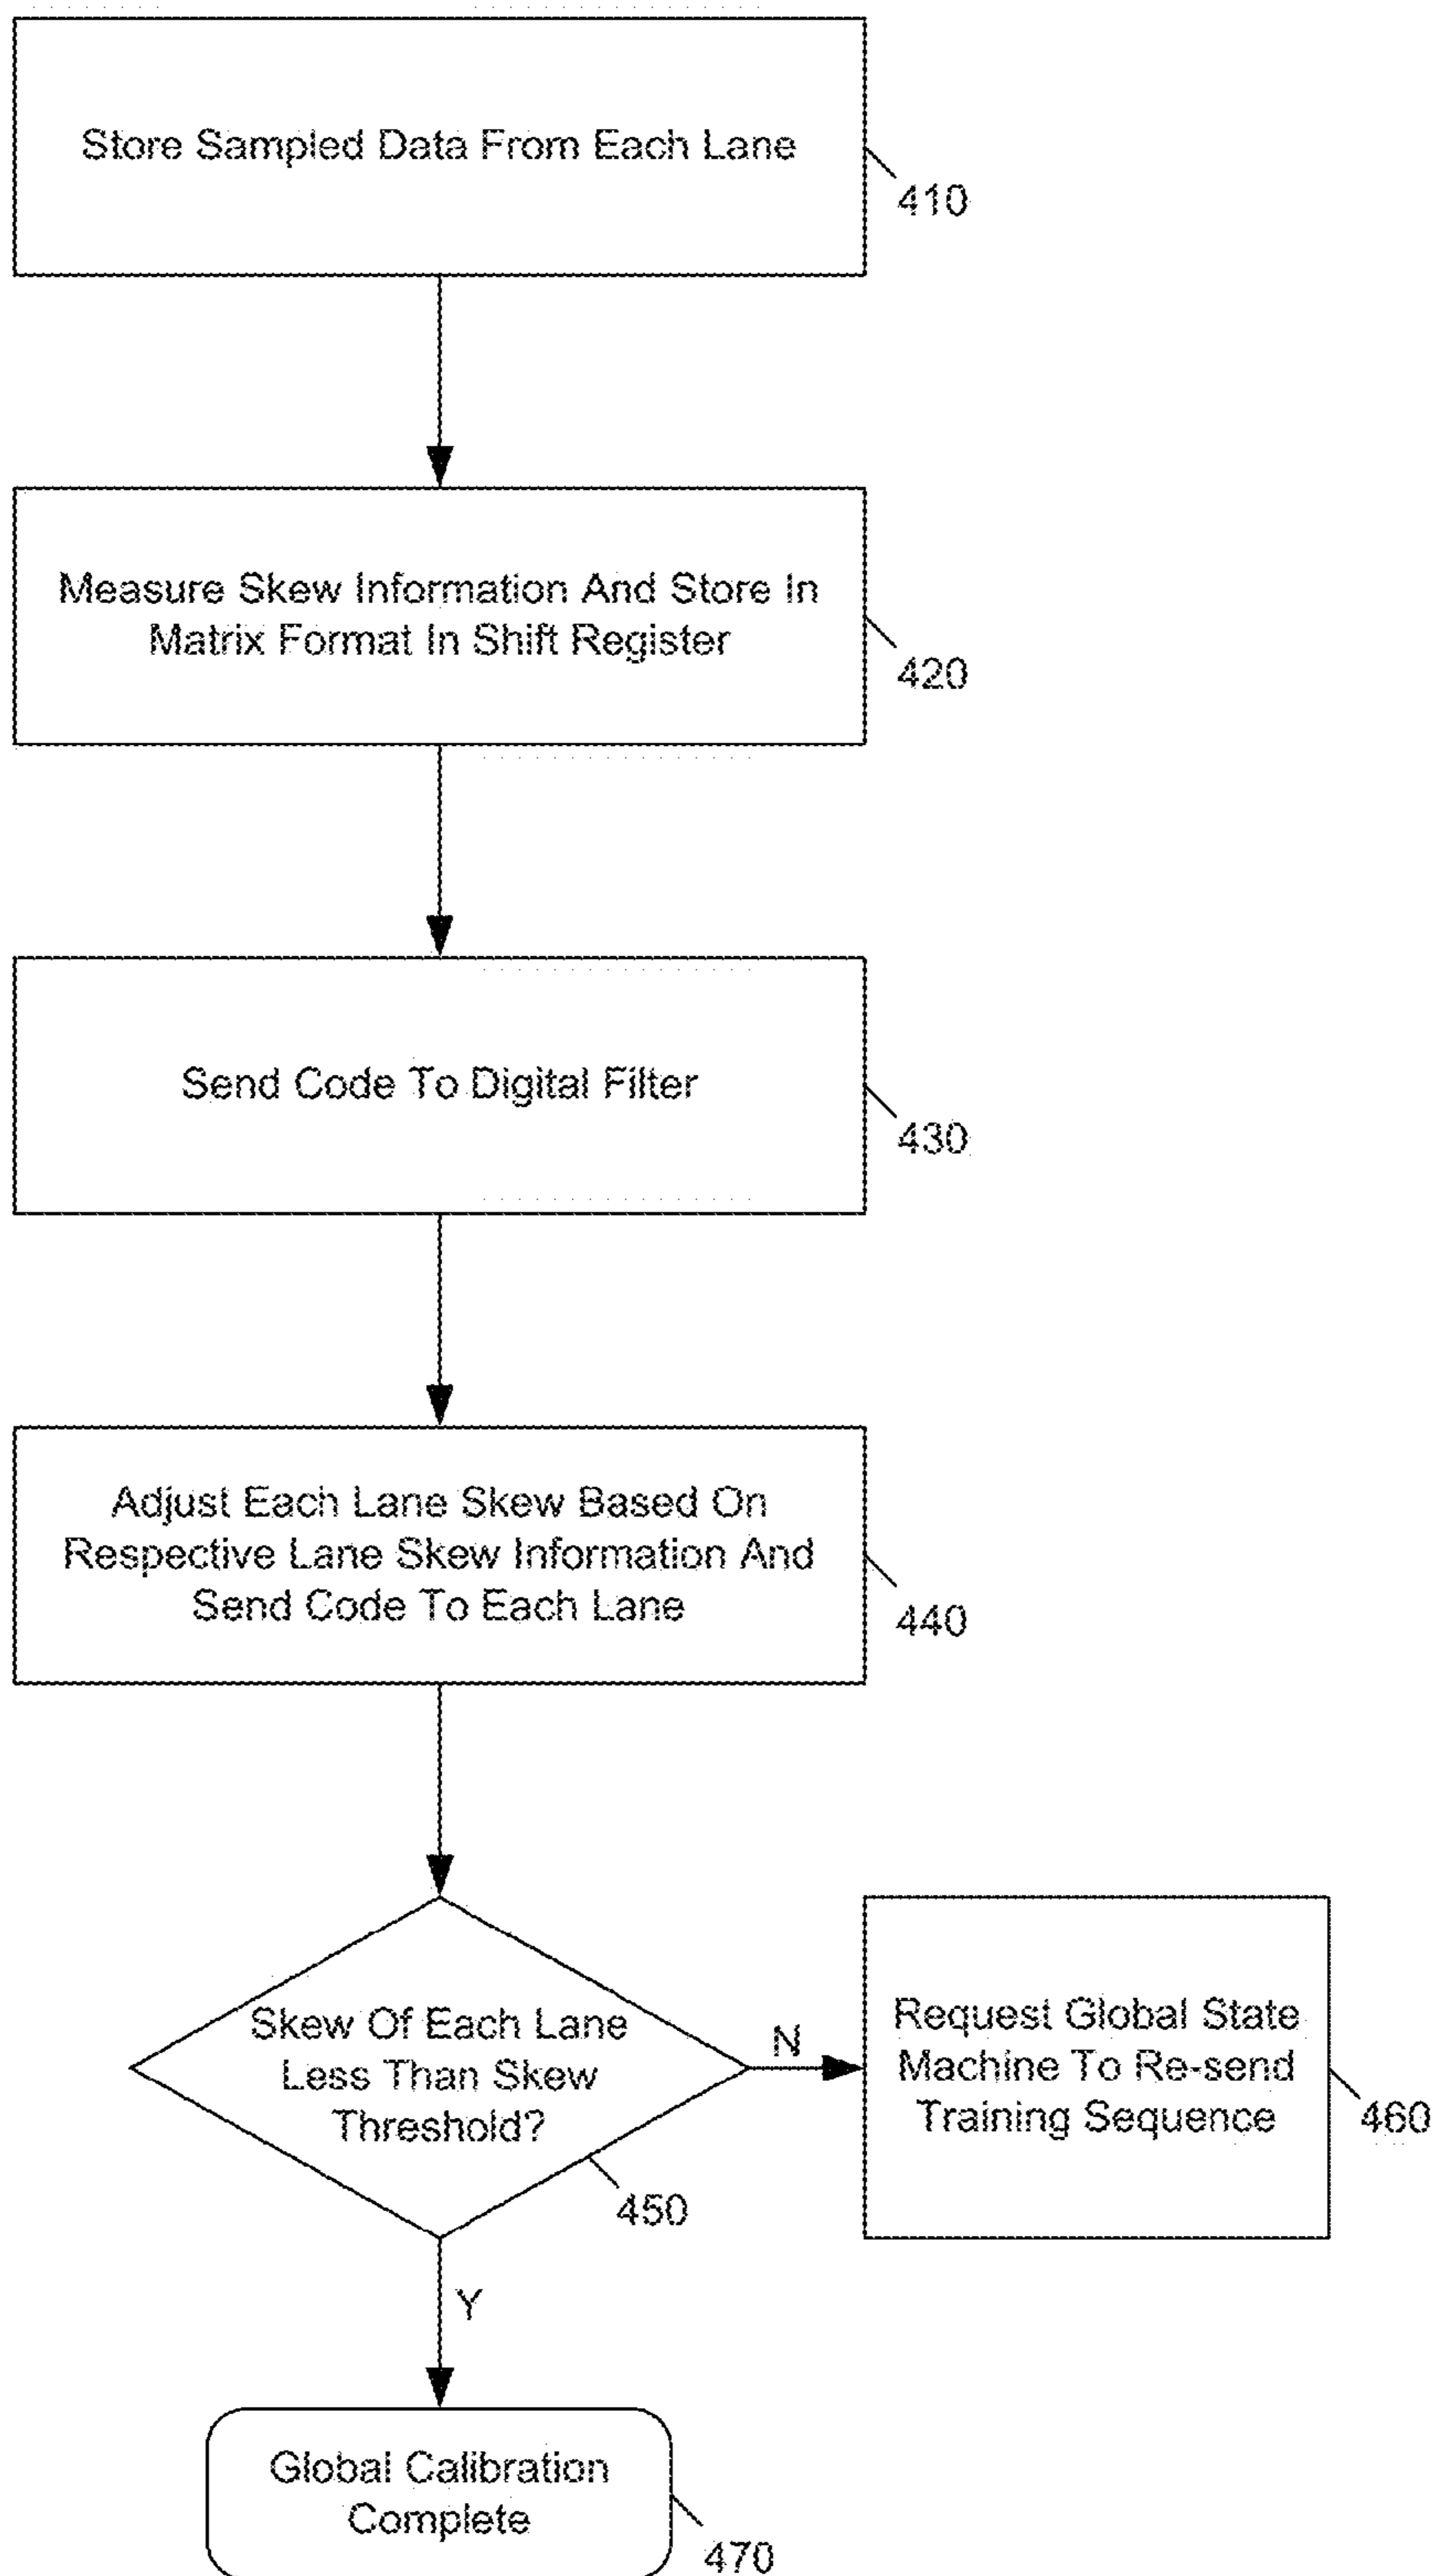 Store Sampled Data From Each Lane
410
Measure Skew Information And Store In
Matrix Format In Shift Register
420
Send Code To Digital Filter
430
Adjust Each Lane Skew Based On
Respective Lane Skew Information And
Send Code To Each Lane
440
Skew Of Each Lane
Less Than Skew
Threshold?
450
N
Request Global State
Machine To Re-send
Training Sequence
460
Y
Global Calibration
Complete
470